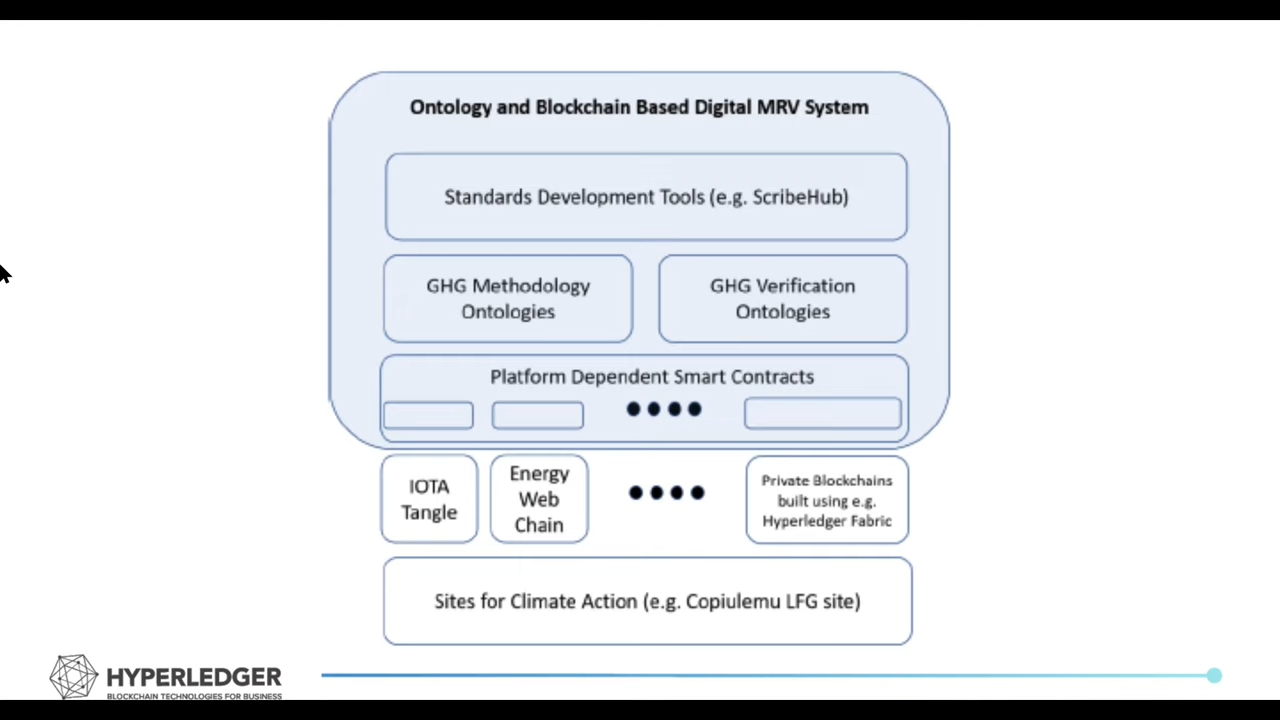 Ontology and Blockchain Based Digital MRV System
Standards Development Tools (e.g. ScribeHub)
GHG Methodology
Ontologies
GHG Verification
Ontologies
Platform Dependent Smart Contracts
IOTA
Tangle
Energy
Web
Chain
Private Blockchains
built using e.g.
Hyperledger Fabric
Sites for Climate Action (e.g. Copiulemu LFG site)
HYPERLEDGER
BLOCKCHAIN TECHNOLOGIES FOR BUSINESS